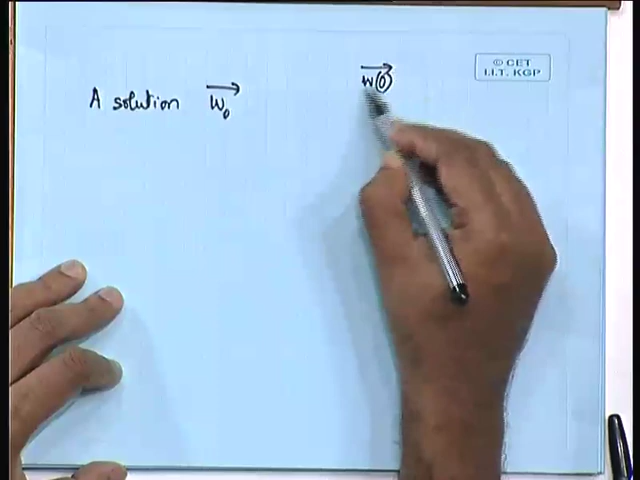 A solution w₀
w(0)
© CET
I.I.T. KGP